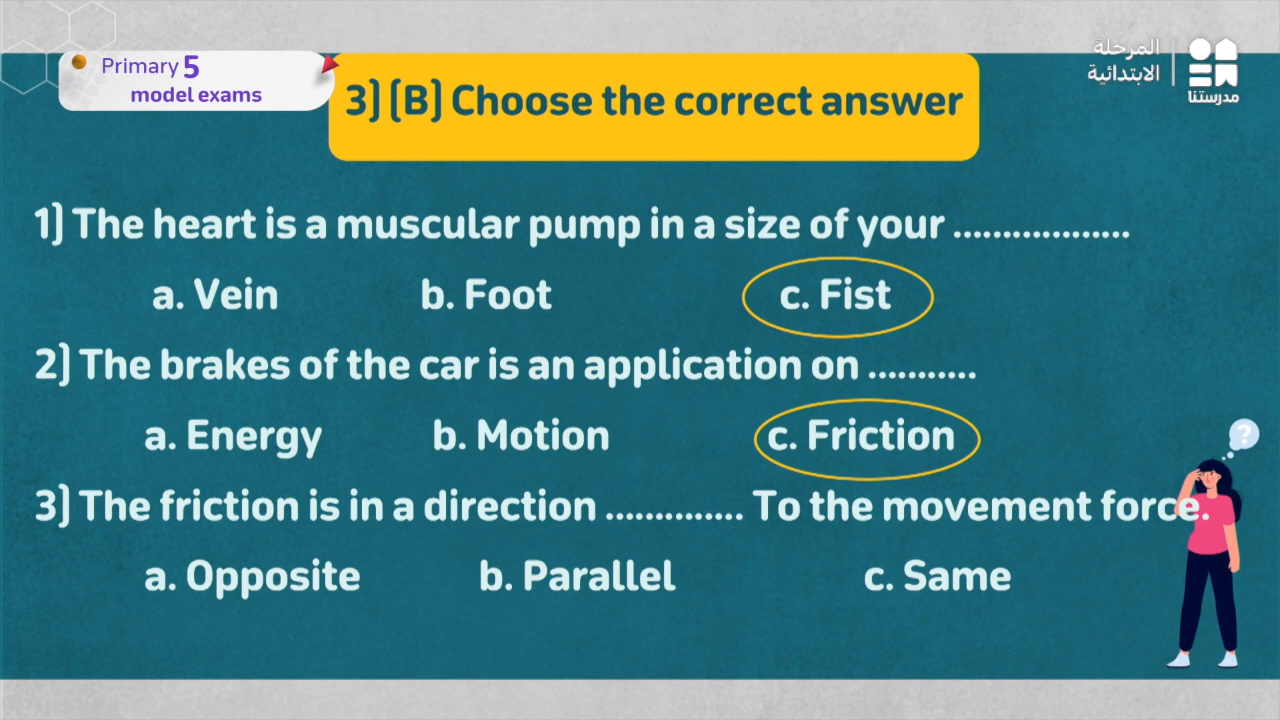 Primary 5
model exams
3) (B) Choose the correct answer
المرحلة
الابتدائية
مدرستنا
1) The heart is a muscular pump in a size of your ..................
a. Vein b. Foot c. Fist
2) The brakes of the car is an application on ...........
a. Energy b. Motion c. Friction
3) The friction is in a direction .............. To the movement force.
a. Opposite b. Parallel c. Same
?